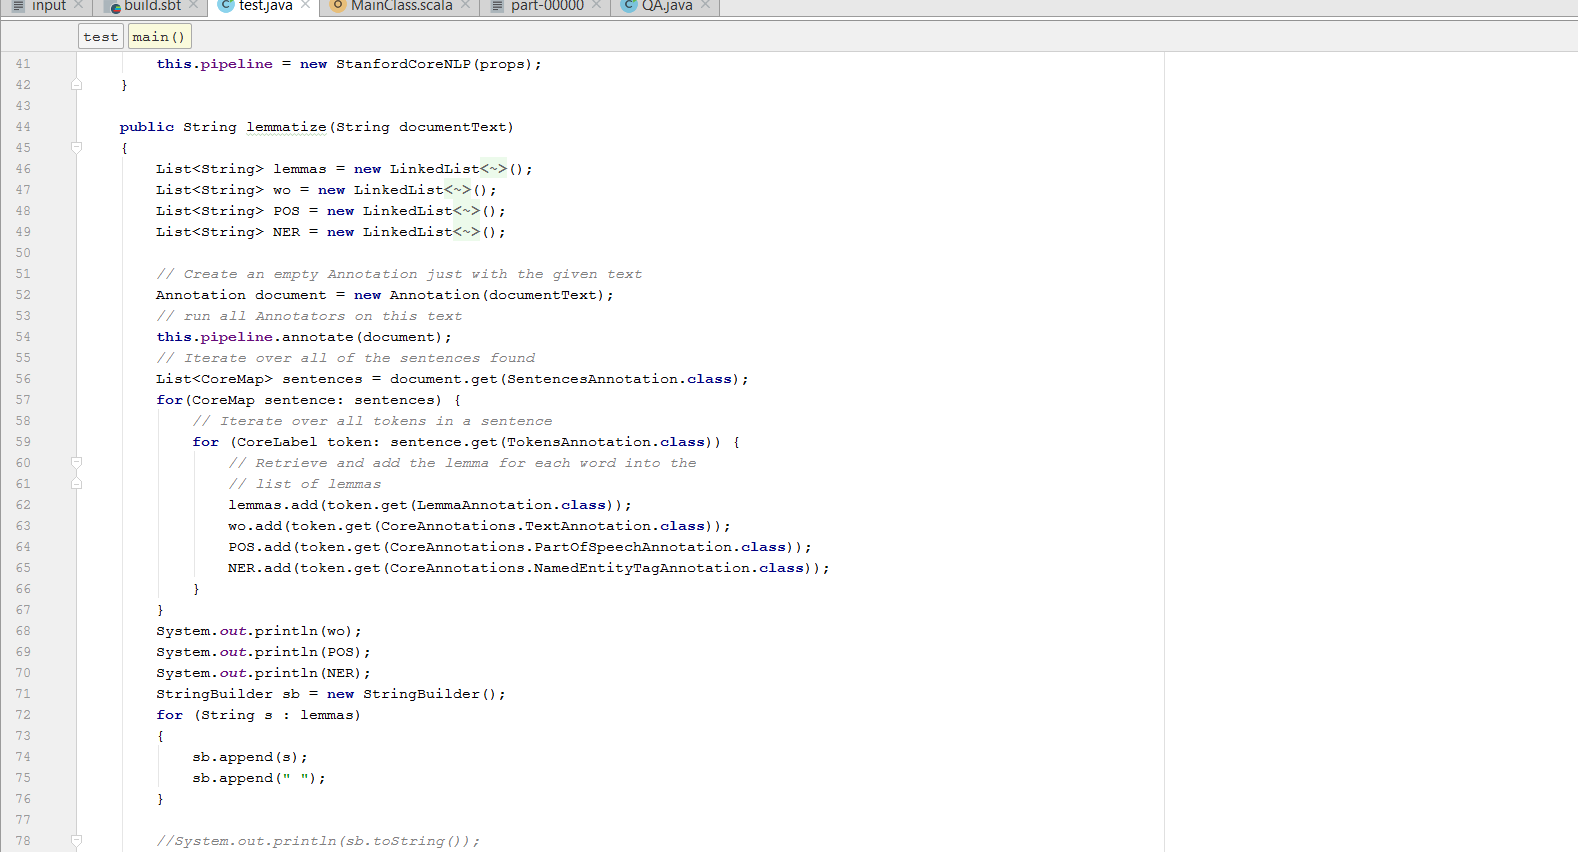 input build.sbt test.java MainClass.scala part-00000 QA.java
test main()
41 this.pipeline = new StanfordCoreNLP(props);
42 }
43
44 public String lemmatize(String documentText)
45 {
46 List<String> lemmas = new LinkedList<~>();
47 List<String> wo = new LinkedList<~>();
48 List<String> POS = new LinkedList<~>();
49 List<String> NER = new LinkedList<~>();
50
51 // Create an empty Annotation just with the given text
52 Annotation document = new Annotation(documentText);
53 // run all Annotators on this text
54 this.pipeline.annotate(document);
55 // Iterate over all of the sentences found
56 List<CoreMap> sentences = document.get(SentencesAnnotation.class);
57 for(CoreMap sentence: sentences) {
58 // Iterate over all tokens in a sentence
59 for (CoreLabel token: sentence.get(TokensAnnotation.class)) {
60 // Retrieve and add the lemma for each word into the
61 // list of lemmas
62 lemmas.add(token.get(LemmaAnnotation.class));
63 wo.add(token.get(CoreAnnotations.TextAnnotation.class));
64 POS.add(token.get(CoreAnnotations.PartOfSpeechAnnotation.class));
65 NER.add(token.get(CoreAnnotations.NamedEntityTagAnnotation.class));
66 }
67 }
68 System.out.println(wo);
69 System.out.println(POS);
70 System.out.println(NER);
71 StringBuilder sb = new StringBuilder();
72 for (String s : lemmas)
73 {
74 sb.append(s);
75 sb.append(" ");
76 }
77
78 //System.out.println(sb.toString());